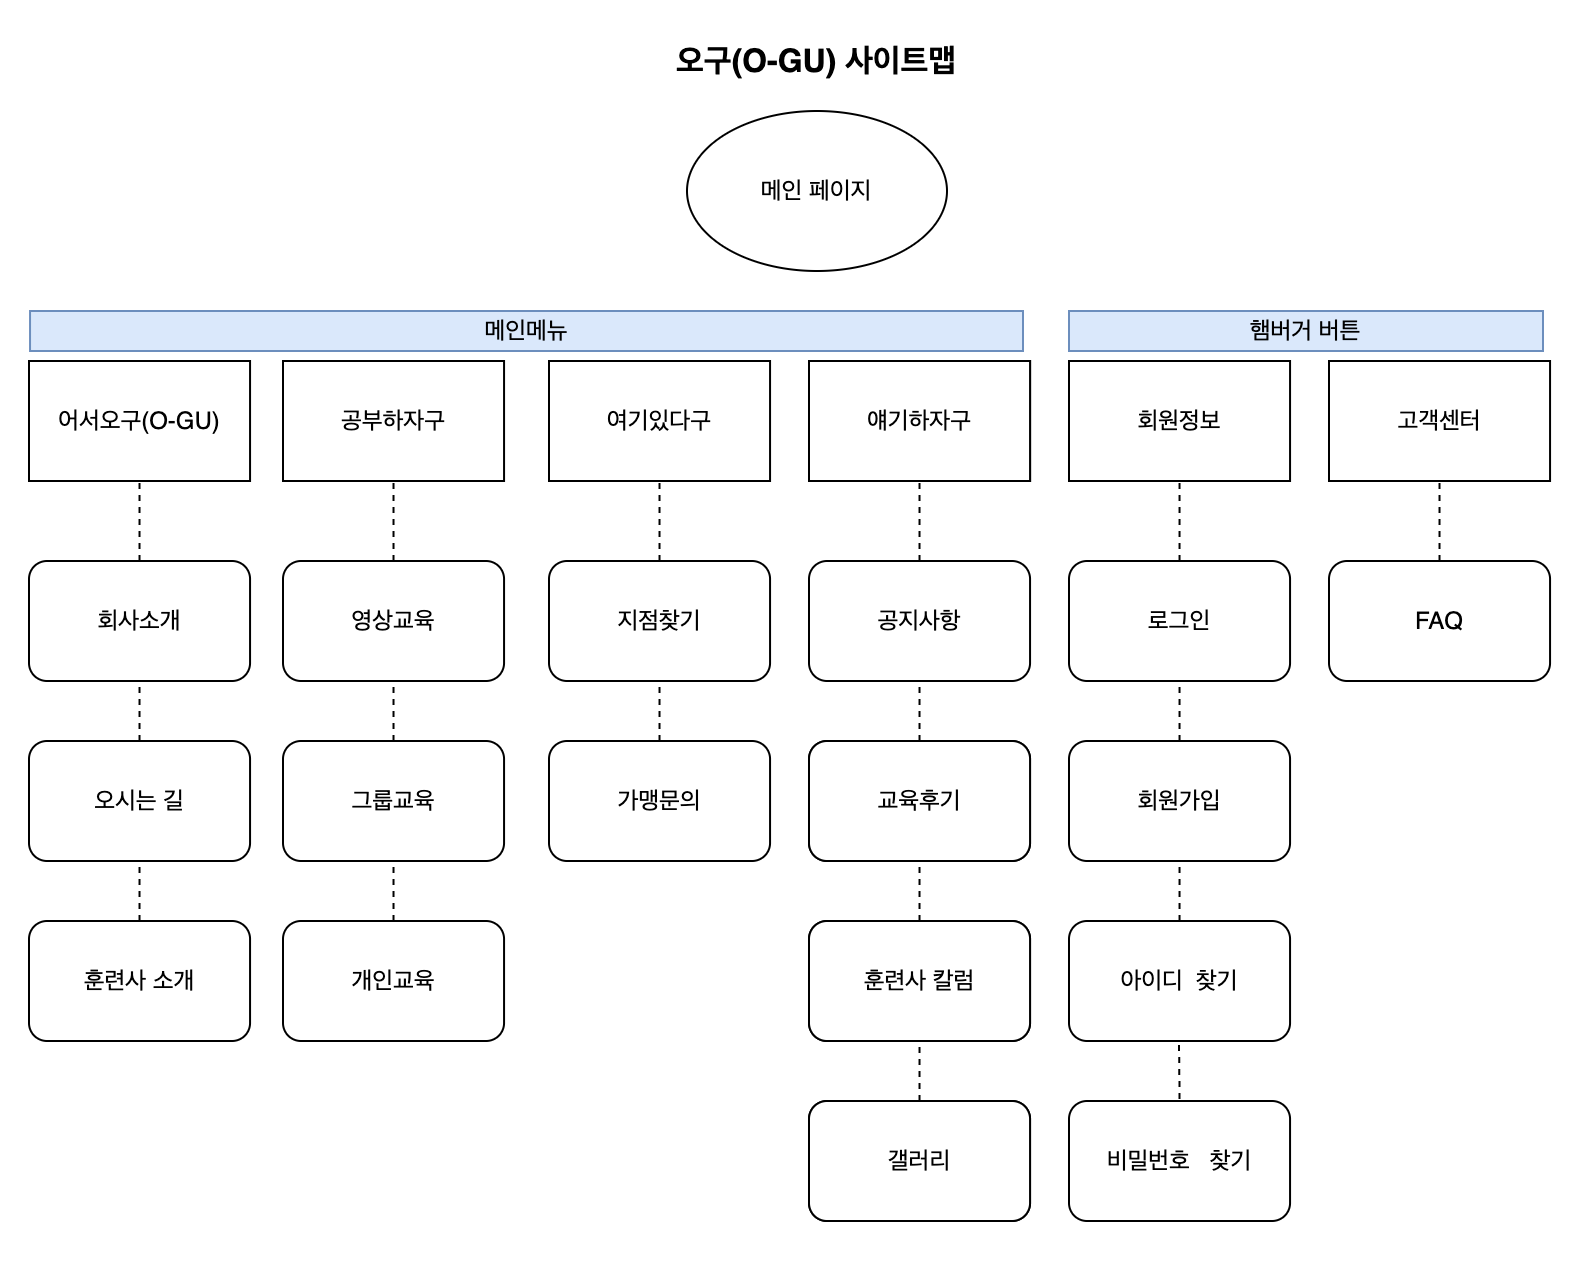 오구(O-GU) 사이트맵
메인 페이지
메인메뉴
햄버거 버튼
어서오구(O-GU)
공부하자구
여기있다구
얘기하자구
회원정보
고객센터
회사소개
영상교육
지점찾기
공지사항
로그인
FAQ
오시는 길
그룹교육
가맹문의
교육후기
회원가입
훈련사 소개
개인교육
훈련사 칼럼
아이디 찾기
갤러리
비밀번호 찾기